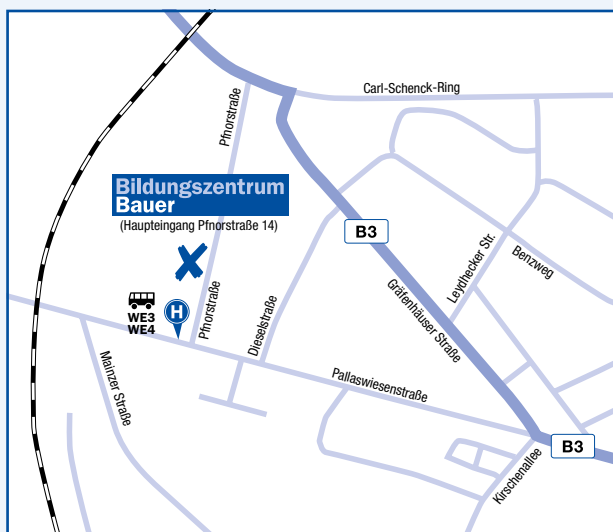 Carl-Schenck-Ring
Pfnorstraße
Bildungszentrum
Bauer
(Haupteingang Pfnorstraße 14)
B3
Leydhecker Str.
Benzweg
WE3
WE4
H
Pfnorstraße
Dieselstraße
Gräfenhäuser Straße
Mainzer Straße
Pallaswiesenstraße
B3
Kirschenallee